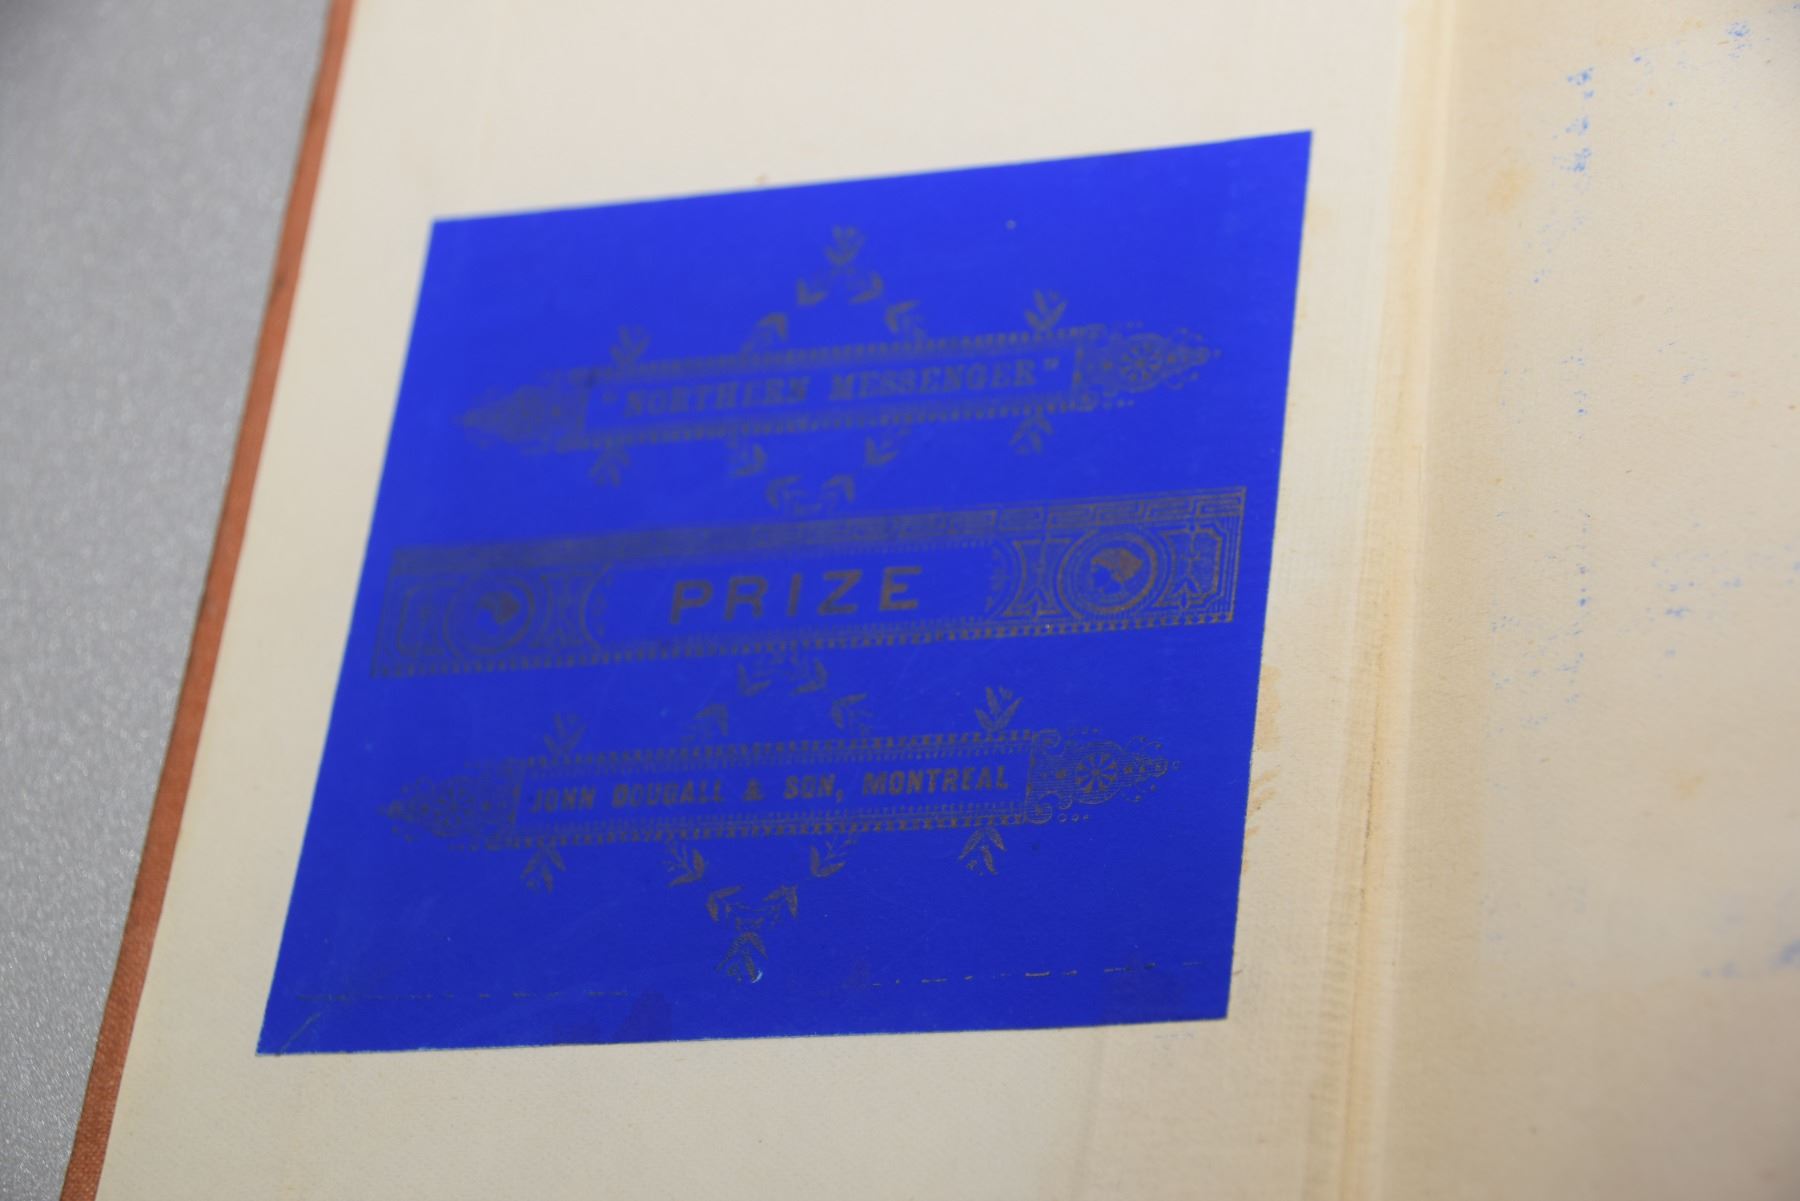 "NORTHERN MESSENGER"
PRIZE
JOHN DOUGALL & SON, MONTREAL